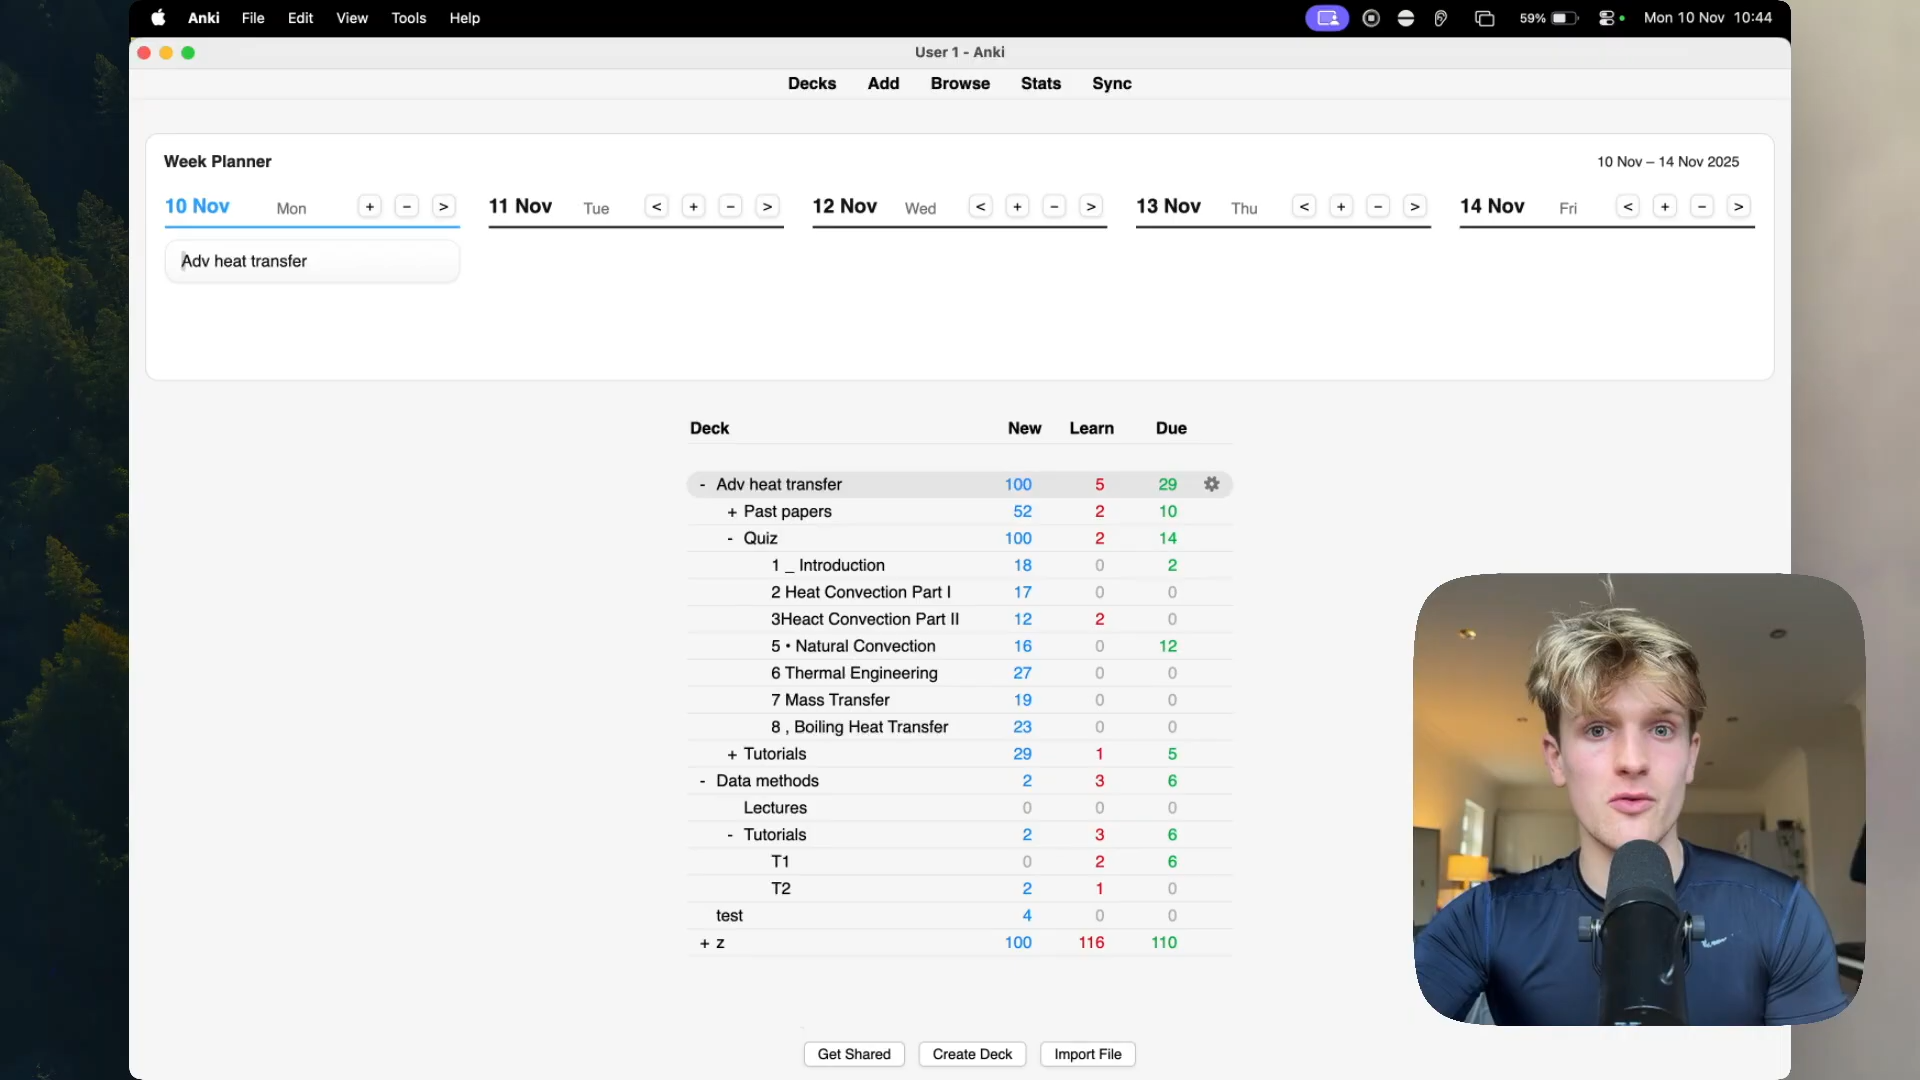 Anki File Edit View Tools Help 59% Mon 10 Nov 10:44
User 1 - Anki
Decks Add Browse Stats Sync
Week Planner 10 Nov – 14 Nov 2025
10 Nov Mon + − > 11 Nov Tue < + − > 12 Nov Wed < + − > 13 Nov Thu < + − > 14 Nov Fri < + − >
Adv heat transfer
Deck New Learn Due
- Adv heat transfer 100 5 29
+ Past papers 52 2 10
- Quiz 100 2 14
1 _ Introduction 18 0 2
2 Heat Convection Part I 17 0 0
3Heact Convection Part II 12 2 0
5 • Natural Convection 16 0 12
6 Thermal Engineering 27 0 0
7 Mass Transfer 19 0 0
8 , Boiling Heat Transfer 23 0 0
+ Tutorials 29 1 5
- Data methods 2 3 6
Lectures 0 0 0
- Tutorials 2 3 6
T1 0 2 6
T2 2 1 0
test 4 0 0
+ z 100 116 110
Get Shared Create Deck Import File